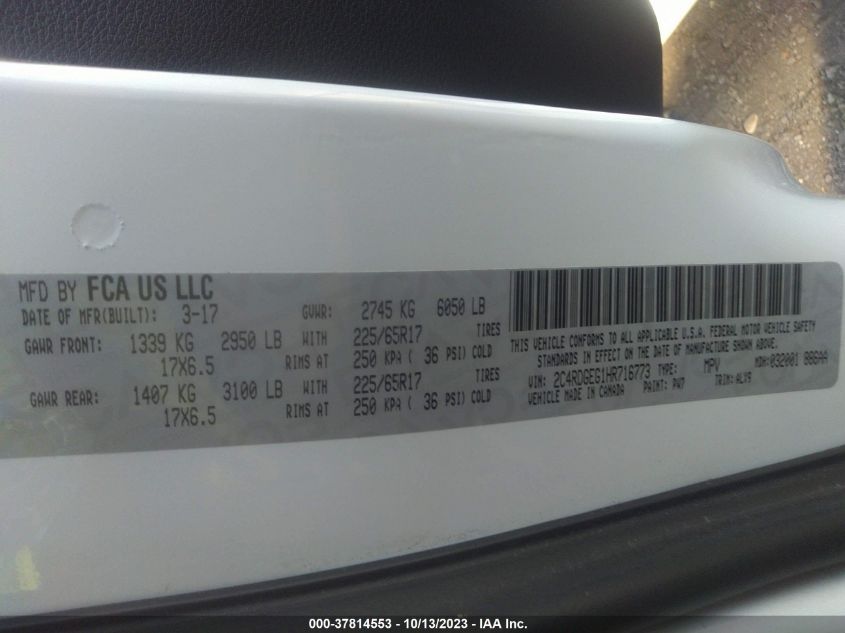 MFD BY FCA US LLC
DATE OF MFR(BUILT): 3-17 GVWR: 2745 KG 6050 LB
GAWR FRONT: 1339 KG 2950 LB WITH 225/65R17 TIRES
17X6.5 RIMS AT 250 KPA ( 36 PSI) COLD
GAWR REAR: 1407 KG 3100 LB WITH 225/65R17 TIRES
17X6.5 RIMS AT 250 KPA ( 36 PSI) COLD
THIS VEHICLE CONFORMS TO ALL APPLICABLE U.S.A. FEDERAL MOTOR VEHICLE SAFETY
STANDARDS IN EFFECT ON THE DATE OF MANUFACTURE SHOWN ABOVE.
VIN: 2C4RDGEG1HR716773 TYPE: MPV MDH:032001 886AA
VEHICLE MADE IN CANADA PAINT: PW7 TRIM: ALX9
000-37814553 - 10/13/2023 - IAA Inc.